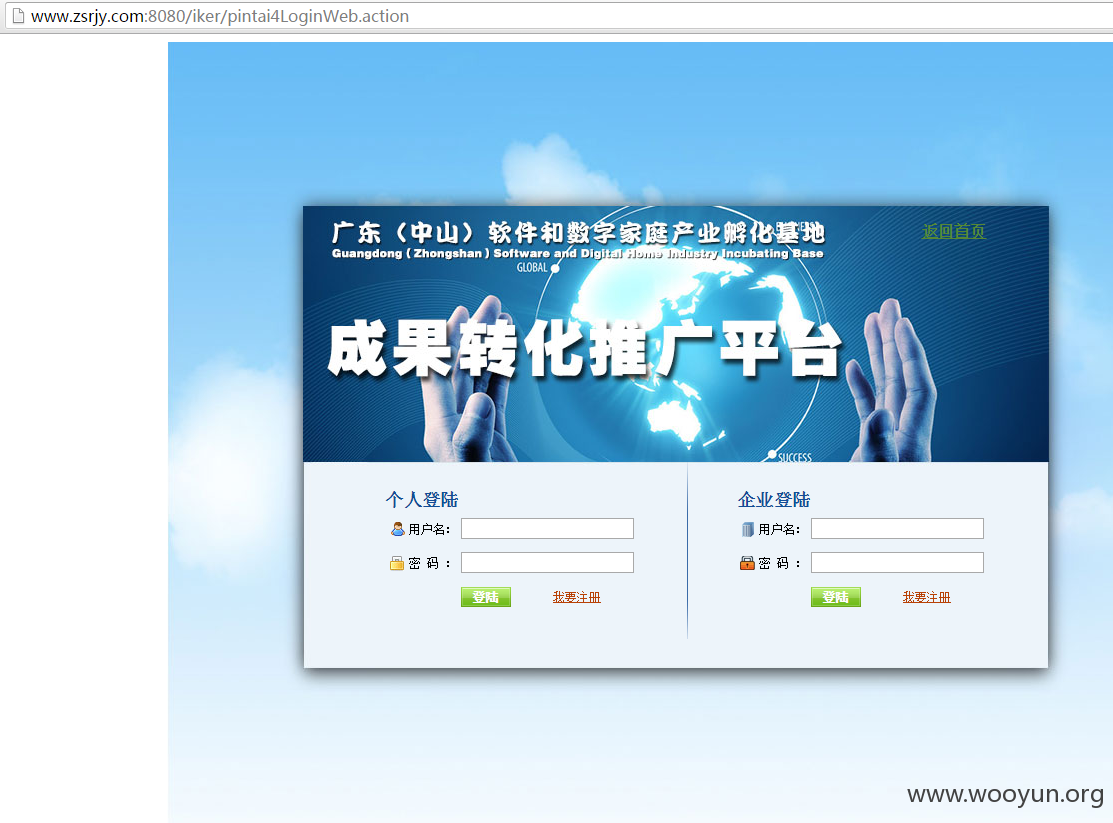 www.zsrjy.com:8080/iker/pintai4LoginWeb.action
广东（中山）软件和数字家庭产业孵化基地
返回首页
Guangdong ( Zhongshan ) Software and Digital Home Industry Incubating Base
GLOBAL
成果转化推广平台
SUCCESS
个人登陆
用户名：
密 码 ：
登陆
我要注册
企业登陆
用户名：
密 码 ：
登陆
我要注册
www.wooyun.org